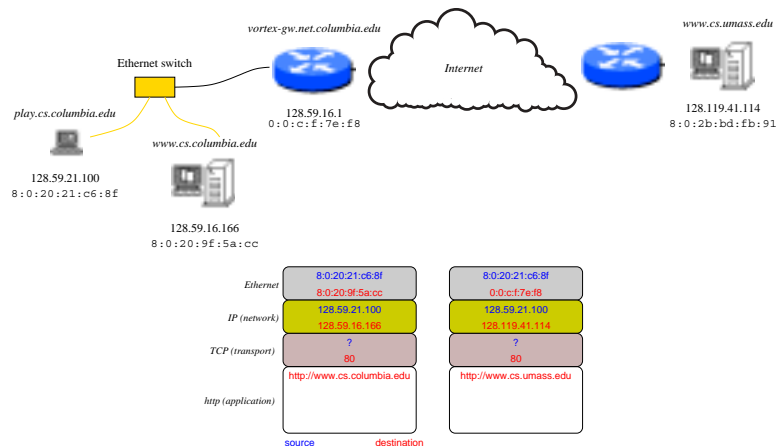 www.cs.umass.edu
vortex-gw.net.columbia.edu
Ethernet switch
Internet
play.cs.columbia.edu
128.59.16.1
0:0:c:f:7e:f8
128.119.41.114
8:0:2b:bd:fb:91
www.cs.columbia.edu
128.59.21.100
8:0:20:21:c6:8f
128.59.16.166
8:0:20:9f:5a:cc
Ethernet
8:0:20:21:c6:8f
8:0:20:9f:5a:cc
8:0:20:21:c6:8f
0:0:c:f:7e:f8
IP (network)
128.59.21.100
128.59.16.166
128.59.21.100
128.119.41.114
TCP (transport)
?
80
?
80
http (application)
http://www.cs.columbia.edu
http://www.cs.umass.edu
source
destination